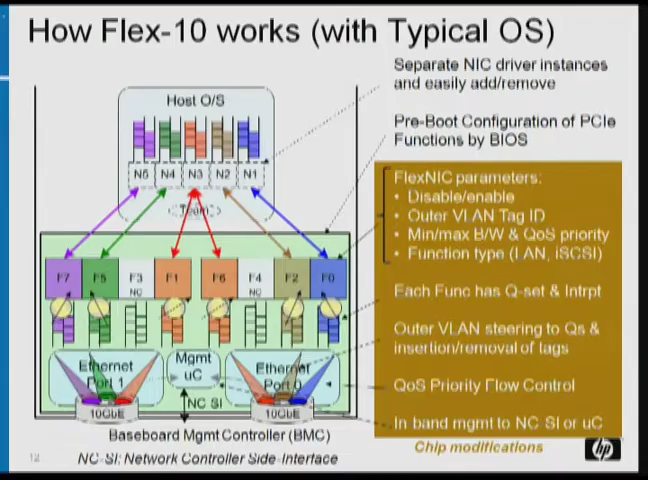 How Flex-10 works (with Typical OS)
Separate NIC driver instances
and easily add/remove
Host O/S
Pre-Boot Configuration of PCIe
Functions by BIOS
N5 N4 N3 N2 N1
Team
FlexNIC parameters:
• Disable/enable
• Outer VLAN Tag ID
• Min/max B/W & QoS priority
• Function type (LAN, iSCSI)
F7 F5 F3 F1 F6 F4 F2 F0
NC NC
Each Func has Q-set & Intrpt
Outer VLAN steering to Qs &
insertion/removal of tags
Ethernet
Port 1
Mgmt
uC
Ethernet
Port 0
QoS Priority Flow Control
NC SI
10GbE 10GbE
In band mgmt to NC SI or uC
Baseboard Mgmt Controller (BMC)
Chip modifications
hp
12 NC-SI: Network Controller Side-Interface